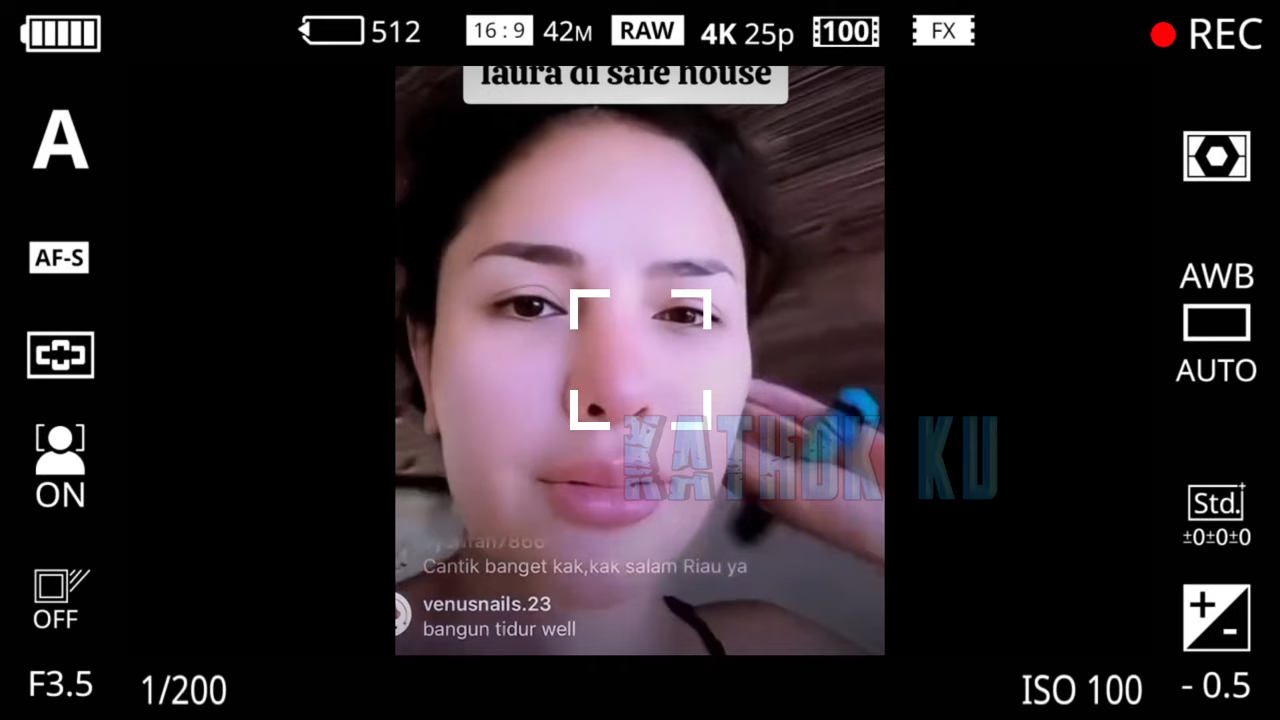 512
16 : 9
42M
RAW
4K 25p
100
FX
REC
laura di safe house
A
AF-S
AWB
AUTO
KATHOK KU
ON
Std.
±0±0±0
Cantik banget kak,kak salam Riau ya
venusnails.23
bangun tidur well
OFF
F3.5
1/200
ISO 100
- 0.5